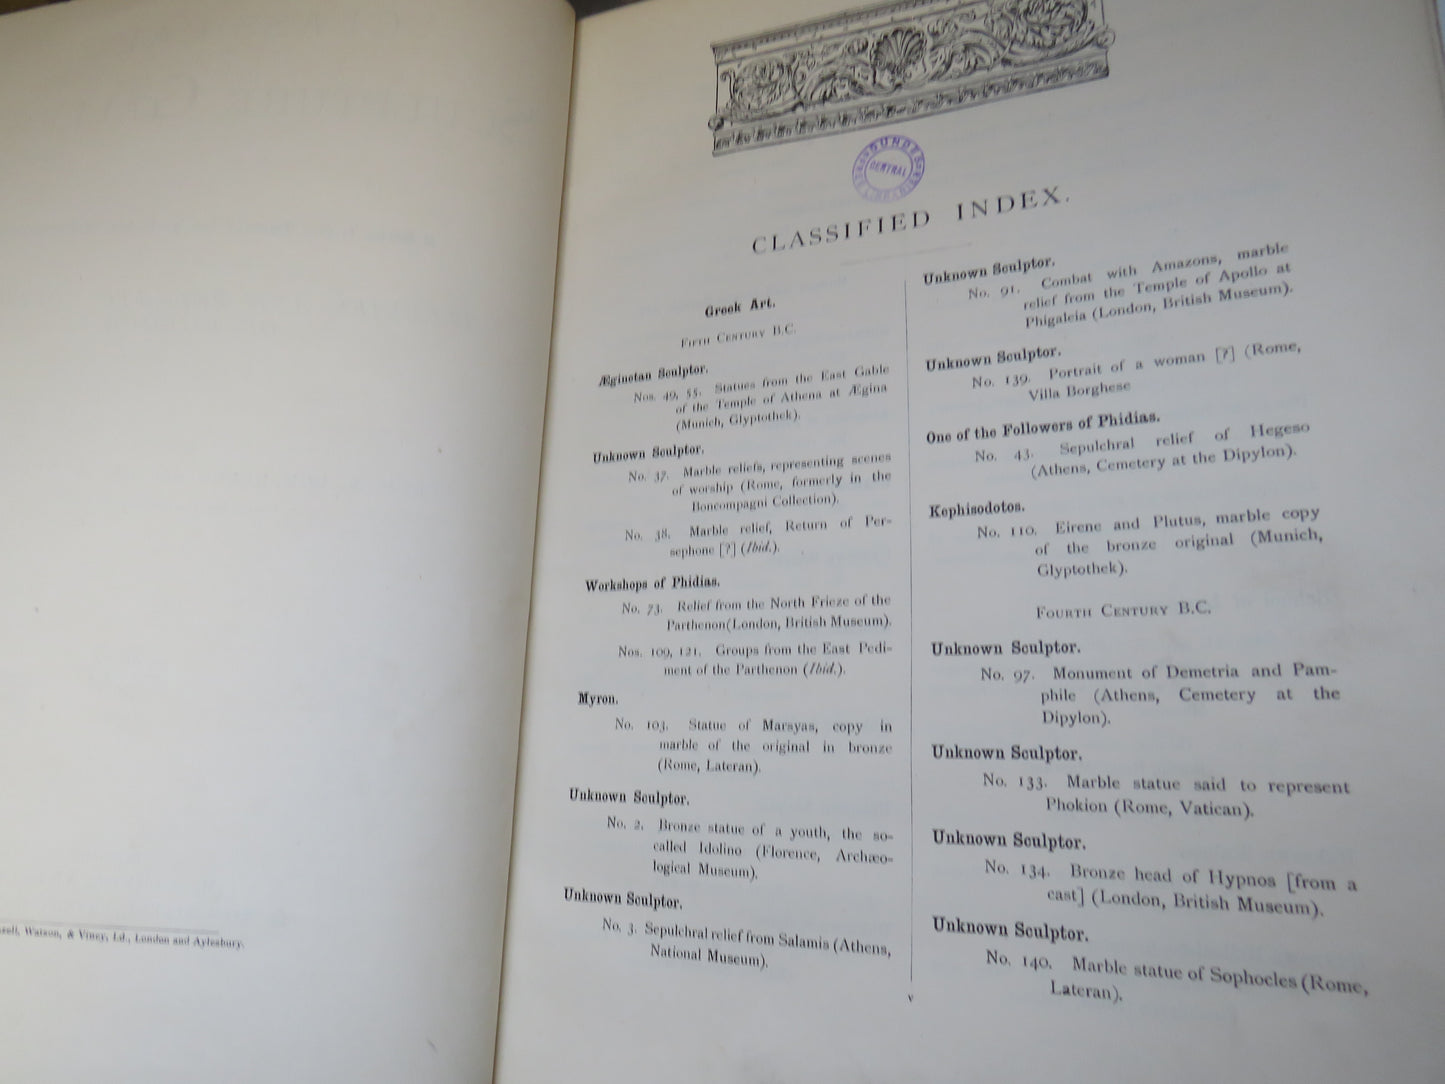 DUNDEE
CENTRAL
LIBRARIES
CLASSIFIED INDEX.
Greek Art.
FIFTH CENTURY B.C.
Æginetan Sculptor.
Nos. 49, 55. Statues from the East Gable
of the Temple of Athena at Ægina
(Munich, Glyptothek).
Unknown Sculptor.
No. 37. Marble reliefs, representing scenes
of worship (Rome, formerly in the
Boncompagni Collection).
No. 38. Marble relief, Return of Per-
sephone [?] (Ibid.).
Workshops of Phidias.
No. 73. Relief from the North Frieze of the
Parthenon(London, British Museum).
Nos. 109, 121. Groups from the East Pedi-
ment of the Parthenon (Ibid.).
Myron.
No. 103. Statue of Marsyas, copy in
marble of the original in bronze
(Rome, Lateran).
Unknown Sculptor.
No. 2. Bronze statue of a youth, the so-
called Idolino (Florence, Archæo-
logical Museum).
Unknown Sculptor.
No. 3. Sepulchral relief from Salamis (Athens,
National Museum).
Unknown Sculptor.
No. 91. Combat with Amazons, marble
relief from the Temple of Apollo at
Phigaleia (London, British Museum).
Unknown Sculptor.
No. 139. Portrait of a woman [?] (Rome,
Villa Borghese
One of the Followers of Phidias.
No. 43. Sepulchral relief of Hegeso
(Athens, Cemetery at the Dipylon).
Kephisodotos.
No. 110. Eirene and Plutus, marble copy
of the bronze original (Munich,
Glyptothek).
FOURTH CENTURY B.C.
Unknown Sculptor.
No. 97. Monument of Demetria and Pam-
phile (Athens, Cemetery at the
Dipylon).
Unknown Sculptor.
No. 133. Marble statue said to represent
Phokion (Rome, Vatican).
Unknown Sculptor.
No. 134. Bronze head of Hypnos [from a
cast] (London, British Museum).
Unknown Sculptor.
No. 140. Marble statue of Sophocles (Rome,
Lateran).
v
Watson, & Viney, Ld., London and Aylesbury.